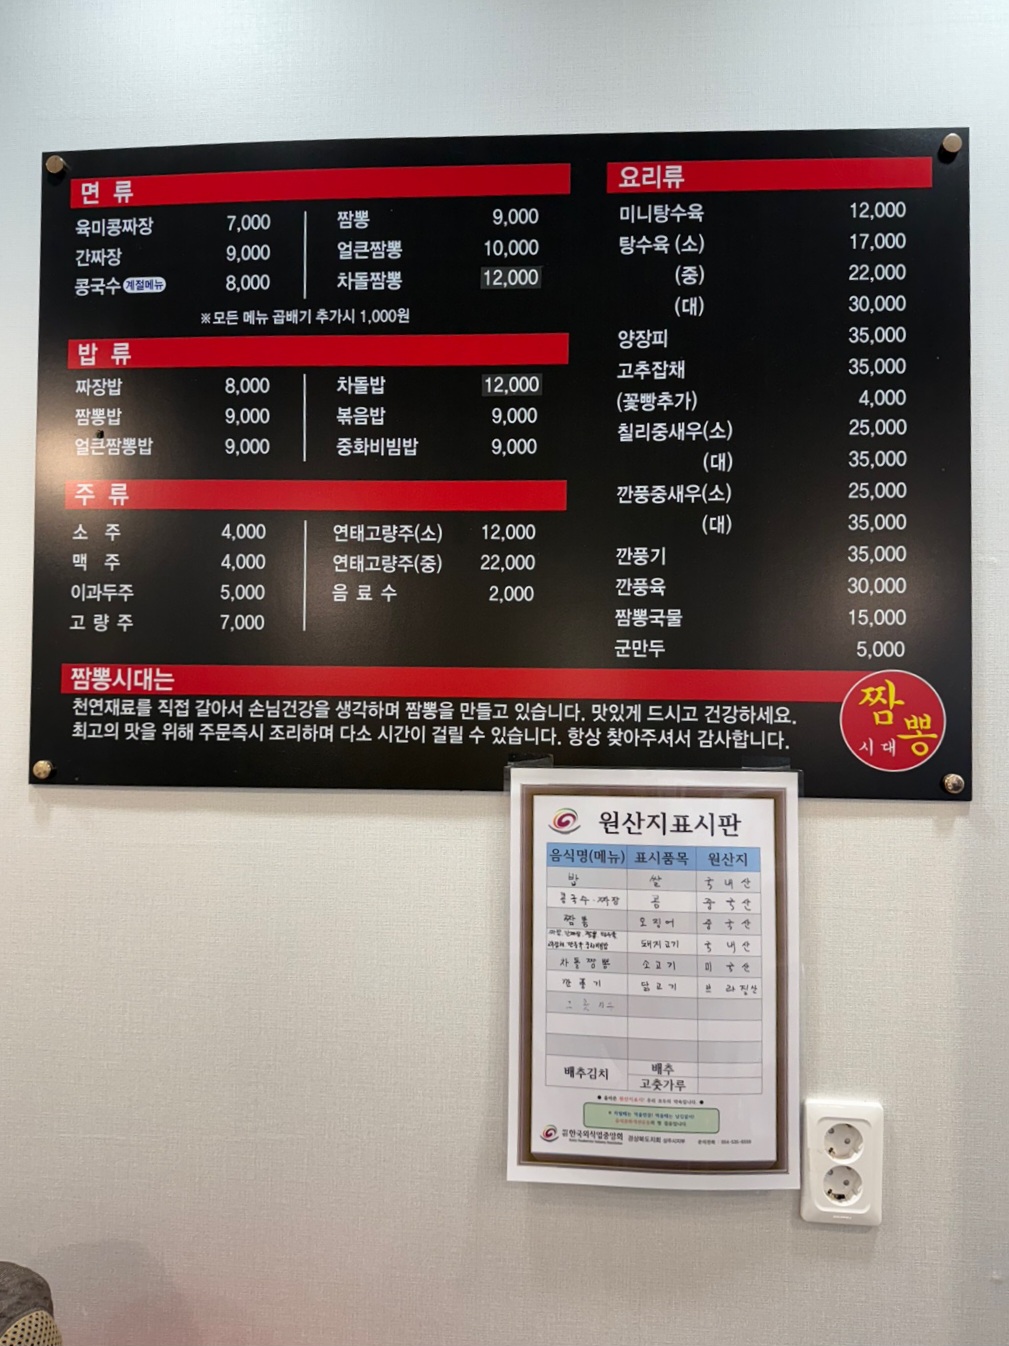 면 류
육미콩짜장 7,000
간짜장 9,000
콩국수 계절메뉴 8,000
짬뽕 9,000
얼큰짬뽕 10,000
차돌짬뽕 12,000
※모든 메뉴 곱배기 추가시 1,000원
밥 류
짜장밥 8,000
짬뽕밥 9,000
얼큰짬뽕밥 9,000
차돌밥 12,000
볶음밥 9,000
중화비빔밥 9,000
주 류
소 주 4,000
맥 주 4,000
이과두주 5,000
고 량 주 7,000
연태고량주(소) 12,000
연태고량주(중) 22,000
음 료 수 2,000
요리류
미니탕수육 12,000
탕수육 (소) 17,000
(중) 22,000
(대) 30,000
양장피 35,000
고추잡채 35,000
(꽃빵추가) 4,000
칠리중새우(소) 25,000
(대) 35,000
깐풍중새우(소) 25,000
(대) 35,000
깐풍기 35,000
깐풍육 30,000
짬뽕국물 15,000
군만두 5,000
짬뽕시대는
천연재료를 직접 갈아서 손님건강을 생각하며 짬뽕을 만들고 있습니다. 맛있게 드시고 건강하세요.
최고의 맛을 위해 주문즉시 조리하며 다소 시간이 걸릴 수 있습니다. 항상 찾아주셔서 감사합니다.
짬뽕
시대
원산지표시판
음식명(메뉴) 표시품목 원산지
밥 쌀 국내산
콩국수·짜장 콩 중국산
짬뽕 오징어 중국산
돼지고기 국내산
차돌짬뽕 소고기 미국산
깐풍기 닭고기 브라질산
배추김치 배추
고춧가루
한국외식업중앙회 경상북도지회